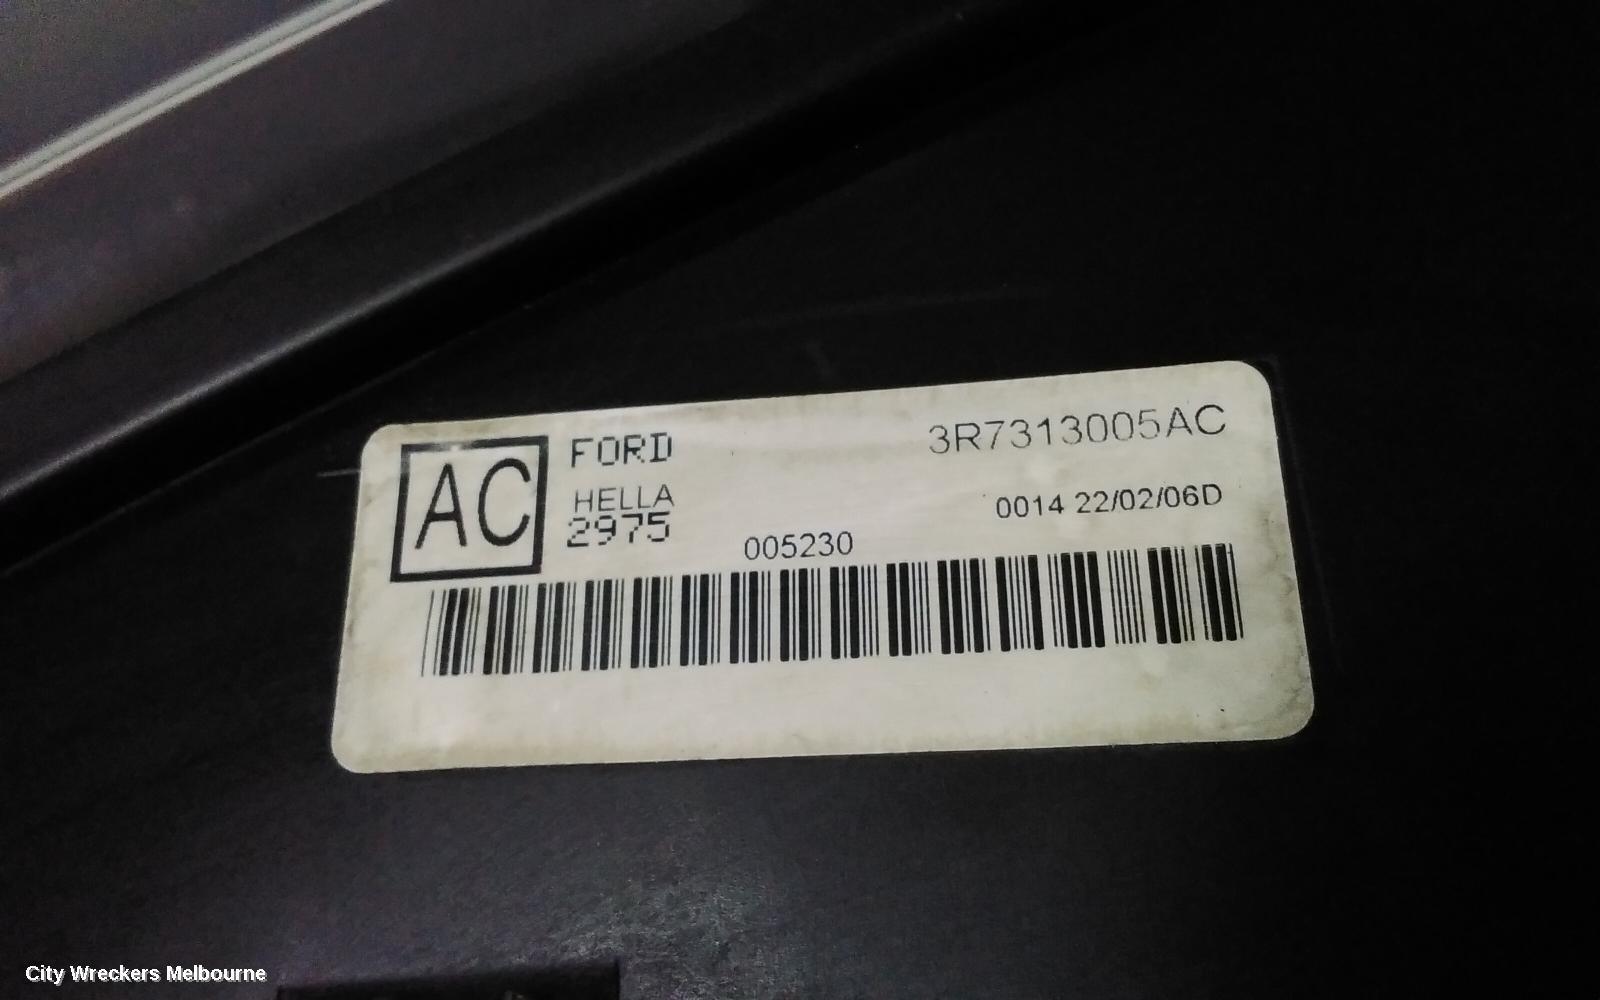 AC
FORD
3R7313005AC
HELLA
2975
0014 22/02/06D
005230
City Wreckers Melbourne